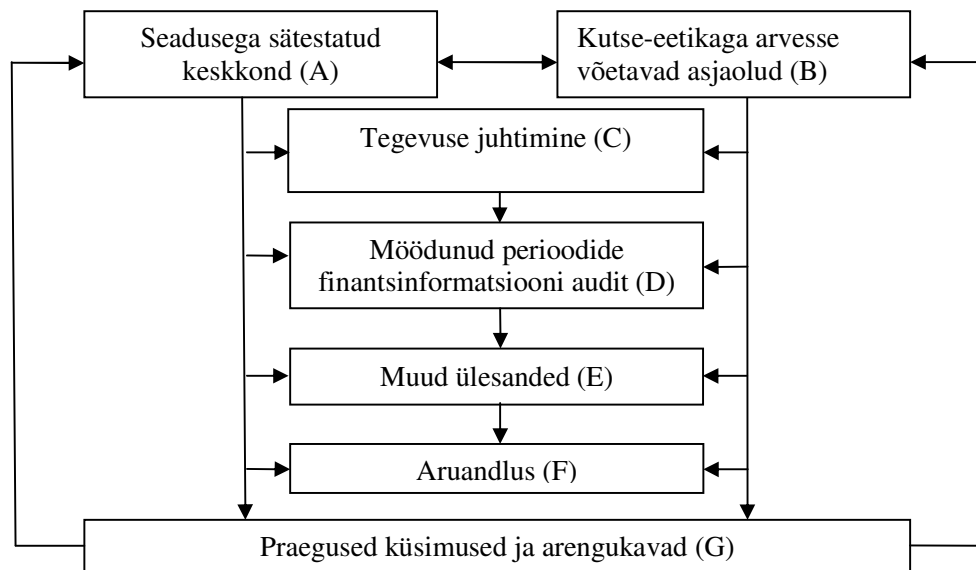 Seadusega sätestatud
keskkond (A)
Kutse-eetikaga arvesse
võetavad asjaolud (B)
Tegevuse juhtimine (C)
Möödunud perioodide
finantsinformatsiooni audit (D)
Muud ülesanded (E)
Aruandlus (F)
Praegused küsimused ja arengukavad (G)